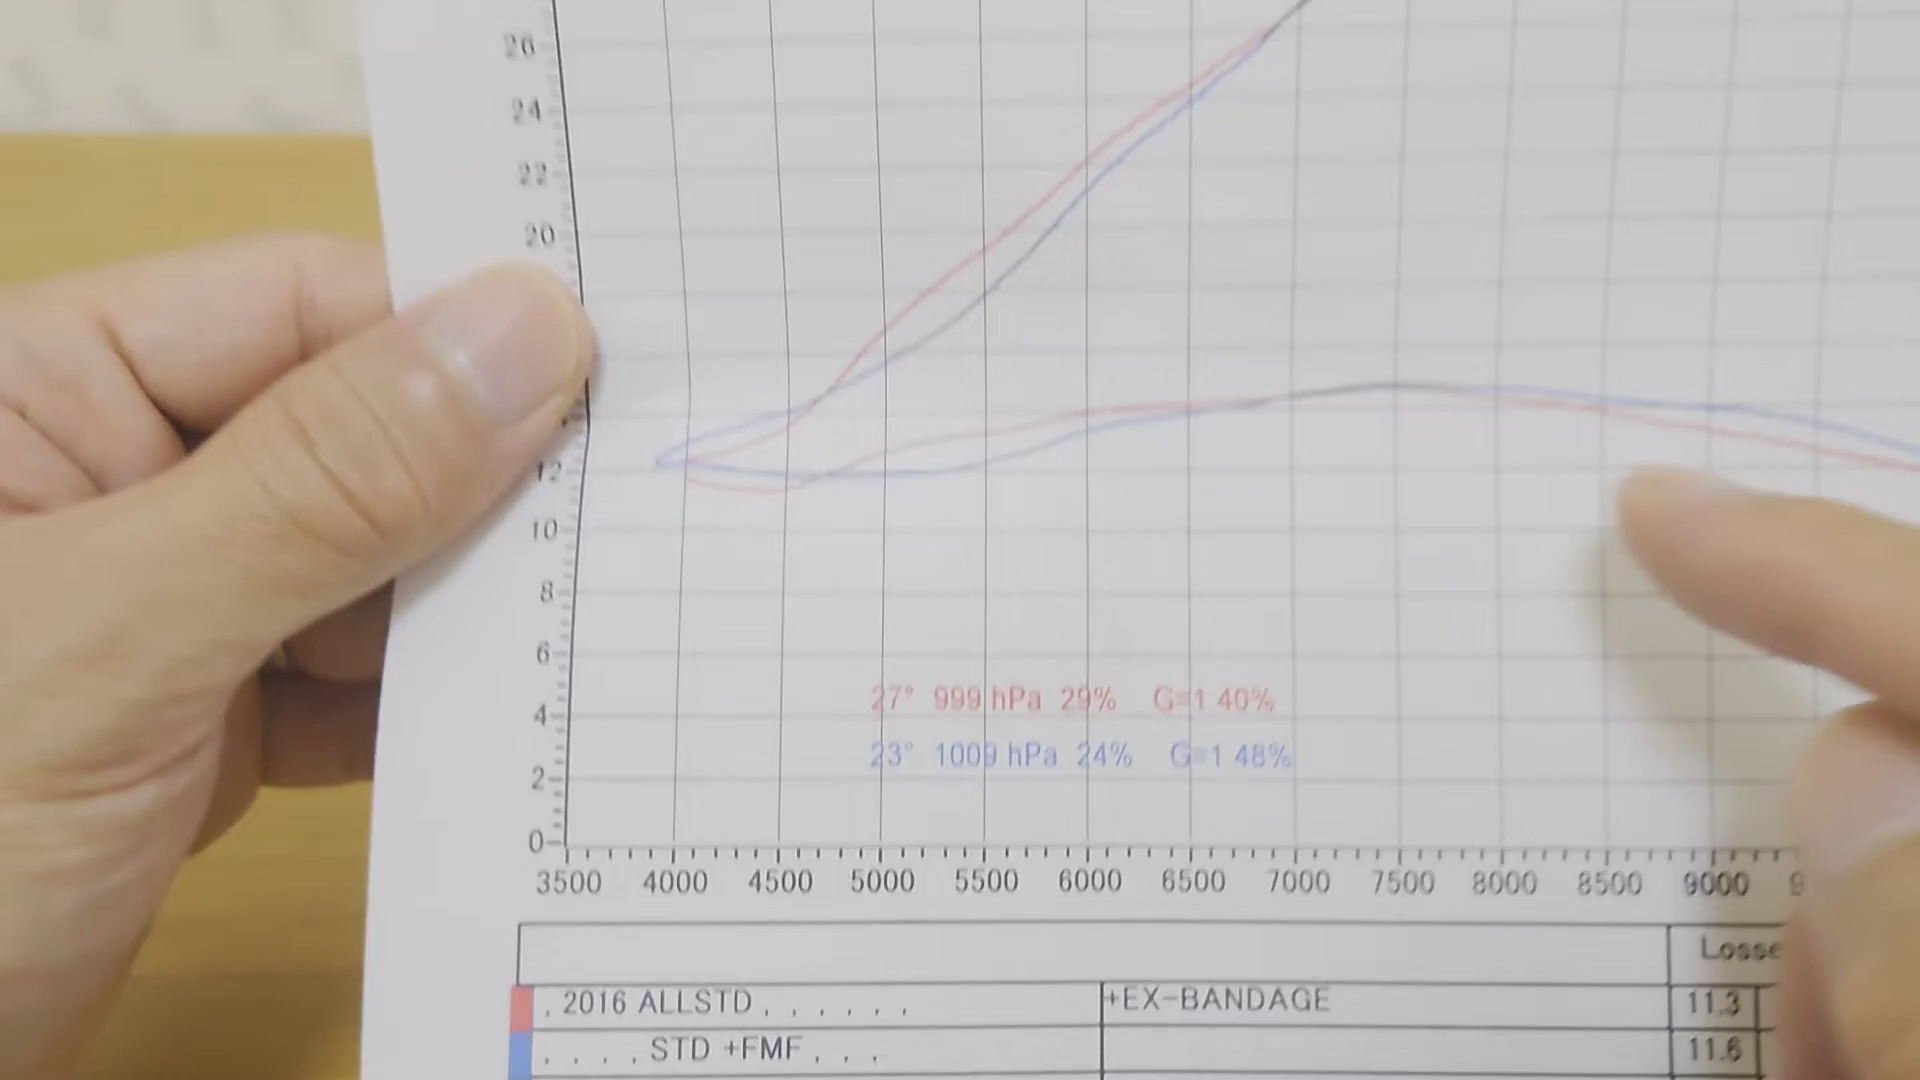 26
24
22
20
12
10
8
6
27° 999 hPa 29% G=1 40%
4
23° 1009 hPa 24% G=1 48%
2
0
3500 4000 4500 5000 5500 6000 6500 7000 7500 8000 8500 9000 9
Losse
. 2016 ALLSTD . . . . . . +EX-BANDAGE 11.3
. . . . STD +FMF . . . 11.6